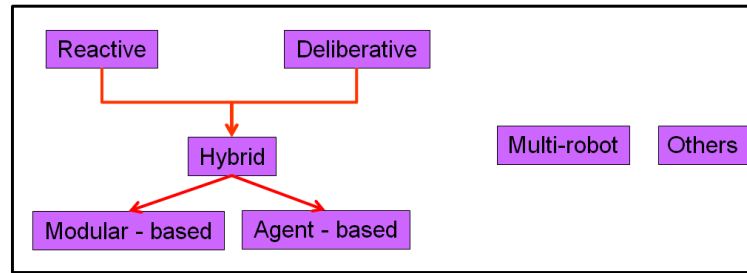 Reactive
Deliberative
Hybrid
Multi-robot
Others
Modular - based
Agent - based